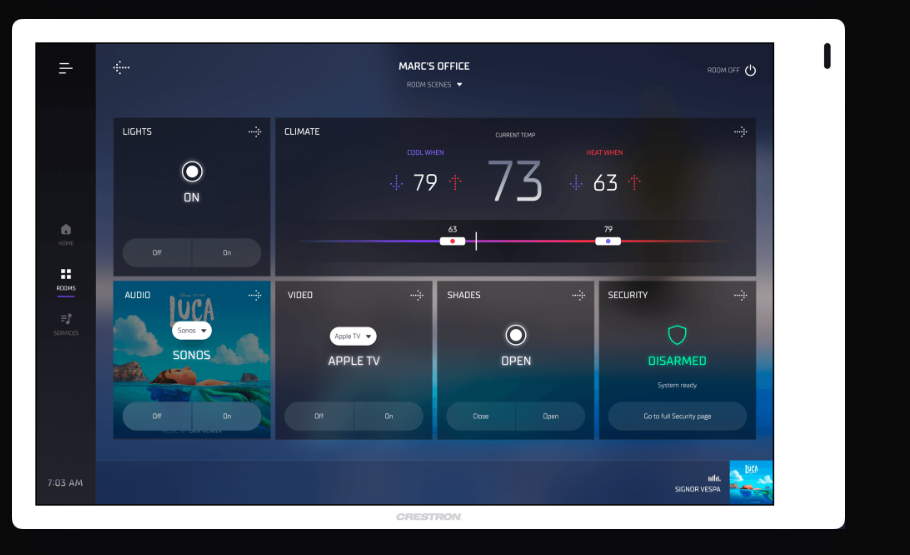 MARC'S OFFICE
ROOM SCENES
ROOM OFF
LIGHTS
ON
Off
On
CLIMATE
CURRENT TEMP
COOL WHEN
HEAT WHEN
79
73
63
63
79
HOME
ROOMS
SERVICES
AUDIO
LUCA
Sonos
SONOS
Off
On
VIDEO
Apple TV
APPLE TV
Off
On
SHADES
OPEN
Close
Open
SECURITY
DISARMED
System ready
Go to full Security page
7:03 AM
SIGNOR VESPA
LUCA
CRESTRON